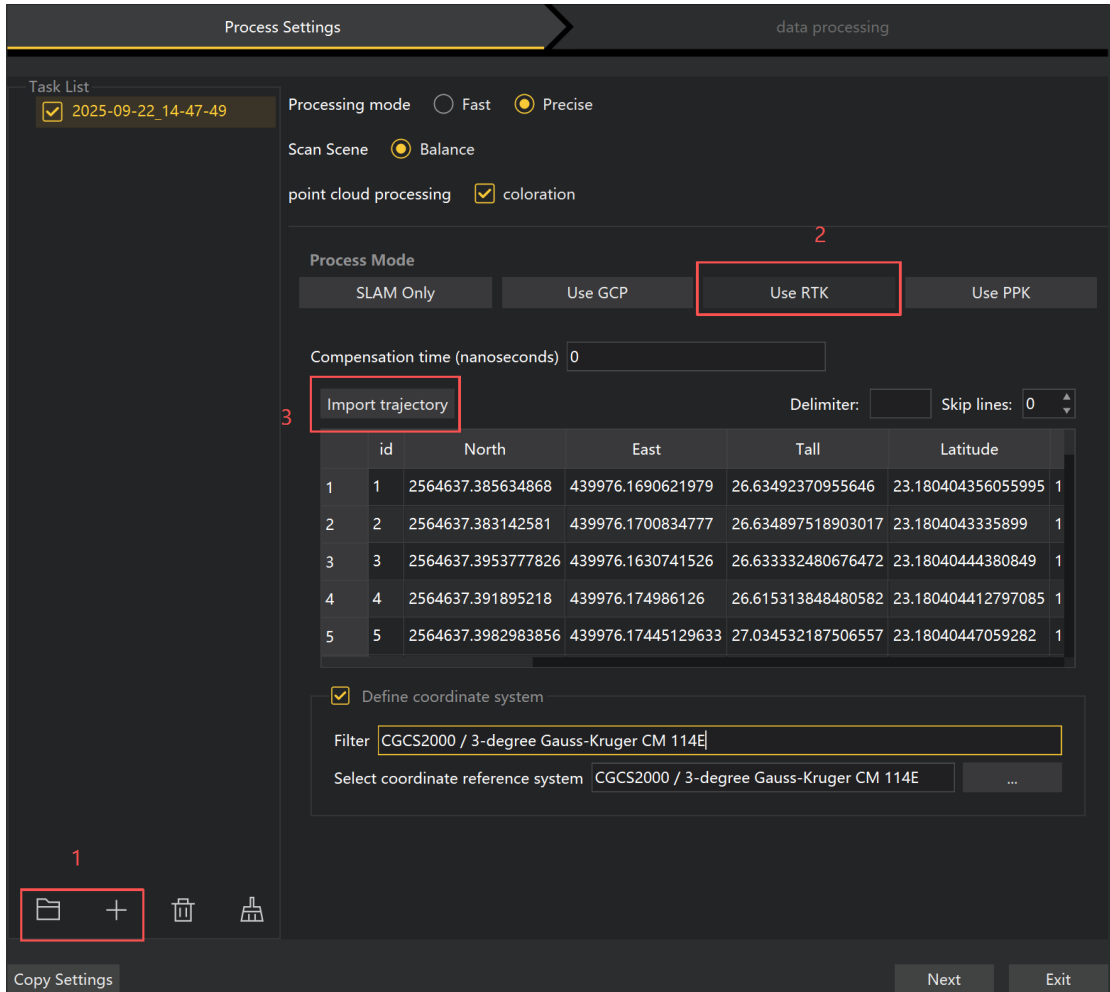 Process Settings data processing
Task List
2025-09-22_14-47-49
Processing mode Fast Precise
Scan Scene Balance
point cloud processing coloration
2
Process Mode
SLAM Only Use GCP Use RTK Use PPK
Compensation time (nanoseconds) 0
3 Import trajectory Delimiter: Skip lines: 0
id North East Tall Latitude
1 1 2564637.385634868 439976.1690621979 26.63492370955646 23.180404356055995 1
2 2 2564637.383142581 439976.1700834777 26.634897518903017 23.1804043335899 1
3 3 2564637.3953777826 439976.1630741526 26.633332480676472 23.18040444380849 1
4 4 2564637.391895218 439976.174986126 26.615313848480582 23.180404412797085 1
5 5 2564637.3982983856 439976.17445129633 27.034532187506557 23.18040447059282 1
Define coordinate system
Filter CGCS2000 / 3-degree Gauss-Kruger CM 114E
Select coordinate reference system CGCS2000 / 3-degree Gauss-Kruger CM 114E ...
1
Copy Settings Next Exit